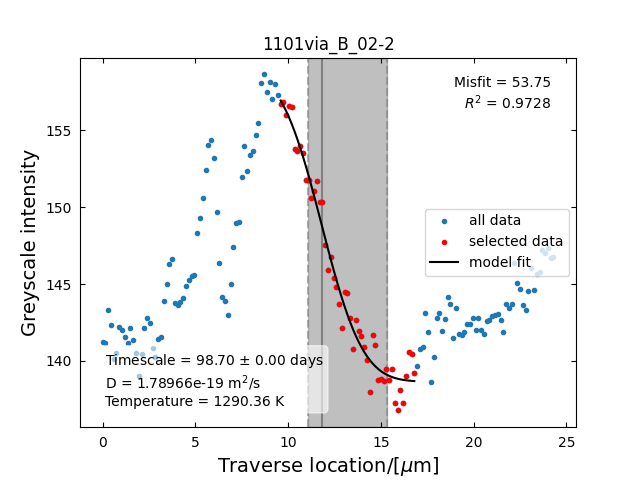 1101via_B_02-2
Misfit = 53.75
R² = 0.9728
155
150
145
140
Greyscale intensity
all data
selected data
model fit
Timescale = 98.70 ± 0.00 days
D = 1.78966e-19 m²/s
Temperature = 1290.36 K
0 5 10 15 20 25
Traverse location/[μm]